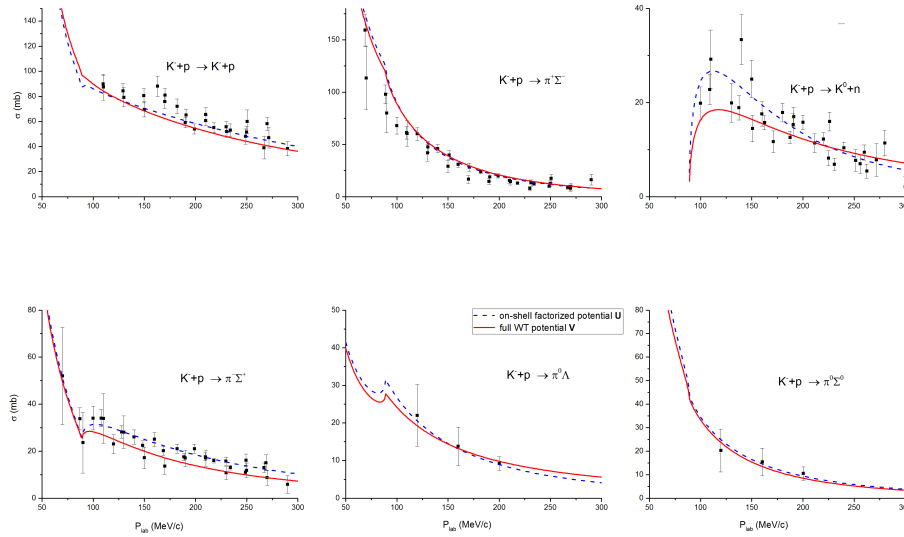 160
140
120
100
80
60
40
20
0
σ (mb)
K⁻+p → K⁻+p
50 100 150 200 250 300
150
100
50
0
K⁻+p → π⁺Σ⁻
50 100 150 200 250 300
40
20
0
K⁻+p → K⁰+n
50 100 150 200 250 300
80
60
40
20
0
σ (mb)
K⁻+p → π⁻Σ⁺
50 100 150 200 250 300
P_lab (MeV/c)
50
40
30
20
10
0
on-shell factorized potential U
full WT potential V
K⁻+p → π⁰Λ
50 100 150 200 250 300
P_lab (MeV/c)
80
60
40
20
0
K⁻+p → π⁰Σ⁰
50 100 150 200 250 300
P_lab (MeV/c)